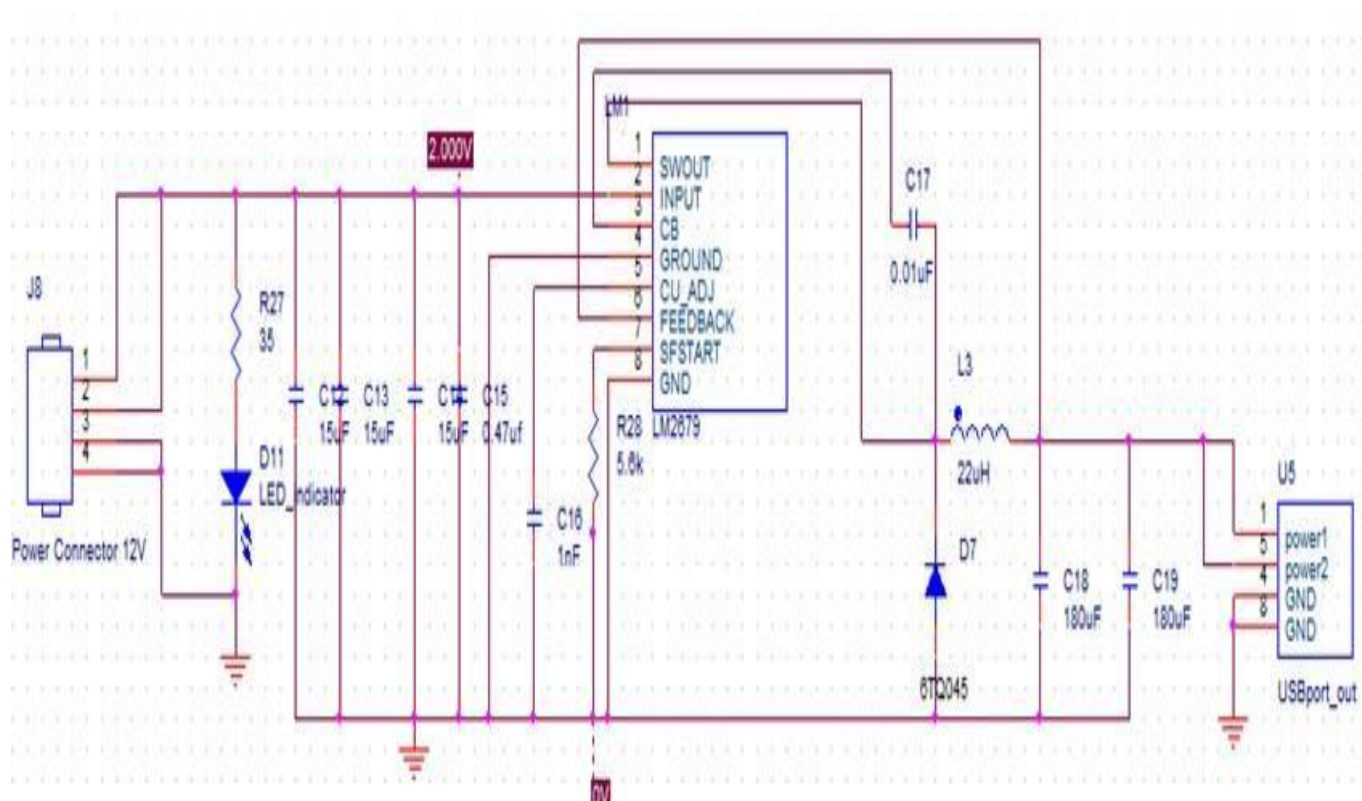 2.000V
J8
1
2
3
4
Power Connector 12V
R27
35
D11
LED_indicator
15uF
C13
15uF
15uF
C15
0.47uf
C16
1nF
R28
5.6k
LM1
1
2
3
4
5
6
7
8
SWOUT
INPUT
CB
GROUND
CU_ADJ
FEEDBACK
SFSTART
GND
LM2679
C17
0.01uF
L3
22uH
D7
6TQ045
C18
180uF
C19
180uF
U5
1
5
4
8
power1
power2
GND
GND
USBport_out